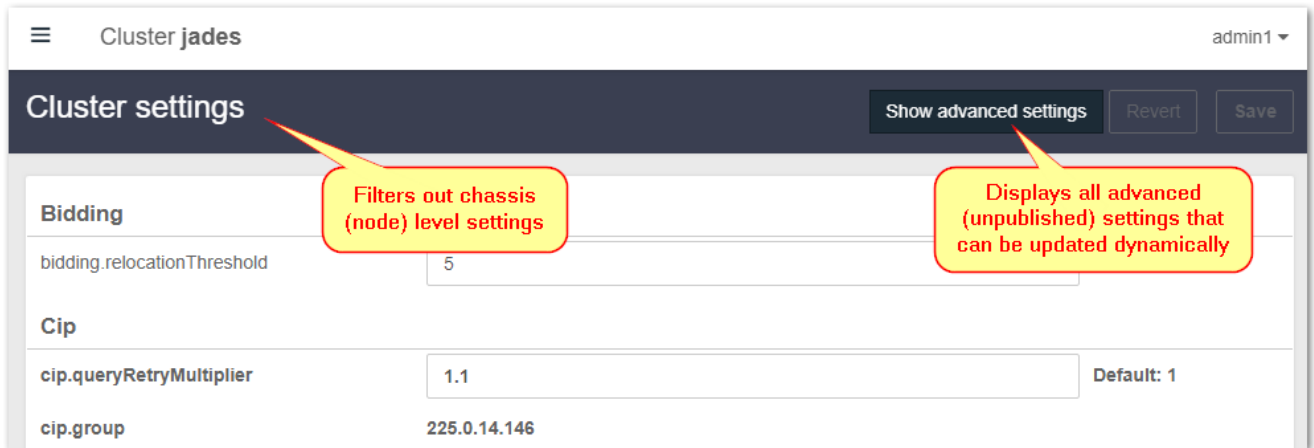 Cluster jades
admin1
Cluster settings
Show advanced settings
Revert
Save
Filters out chassis
(node) level settings
Displays all advanced
(unpublished) settings that
can be updated dynamically
Bidding
bidding.relocationThreshold
5
Cip
cip.queryRetryMultiplier
1.1
Default: 1
cip.group
225.0.14.146